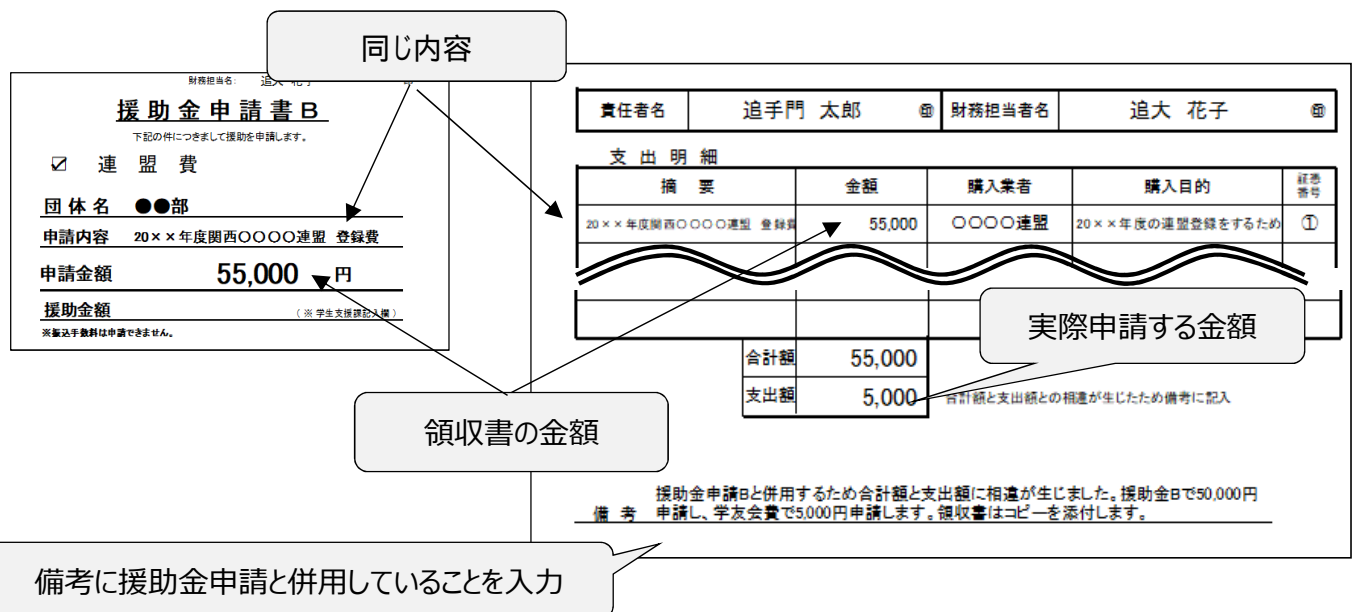 同じ内容
財務担当名:
援助金申請書B
下記の件につきまして援助を申請します。
☑ 連盟費
団体名 ●●部
申請内容 20××年度関西〇〇〇〇連盟 登録費
申請金額 55,000 円
援助金額 (※学生支援課記入欄)
※振込手数料は申請できません。
責任者名 追手門 太郎 ㊞ 財務担当者名 追大 花子 ㊞
支出明細
摘要 金額 購入業者 購入目的 証憑番号
20××年度関西〇〇〇〇連盟 登録費 55,000 〇〇〇〇連盟 20××年度の連盟登録をするため ①
実際申請する金額
合計額 55,000
支出額 5,000 合計額と支出額との相違が生じたため備考に記入
領収書の金額
援助金申請Bと併用するため合計額と支出額に相違が生じました。援助金Bで50,000円
備考 申請し、学友会費で5,000円申請します。領収書はコピーを添付します。
備考に援助金申請と併用していることを入力